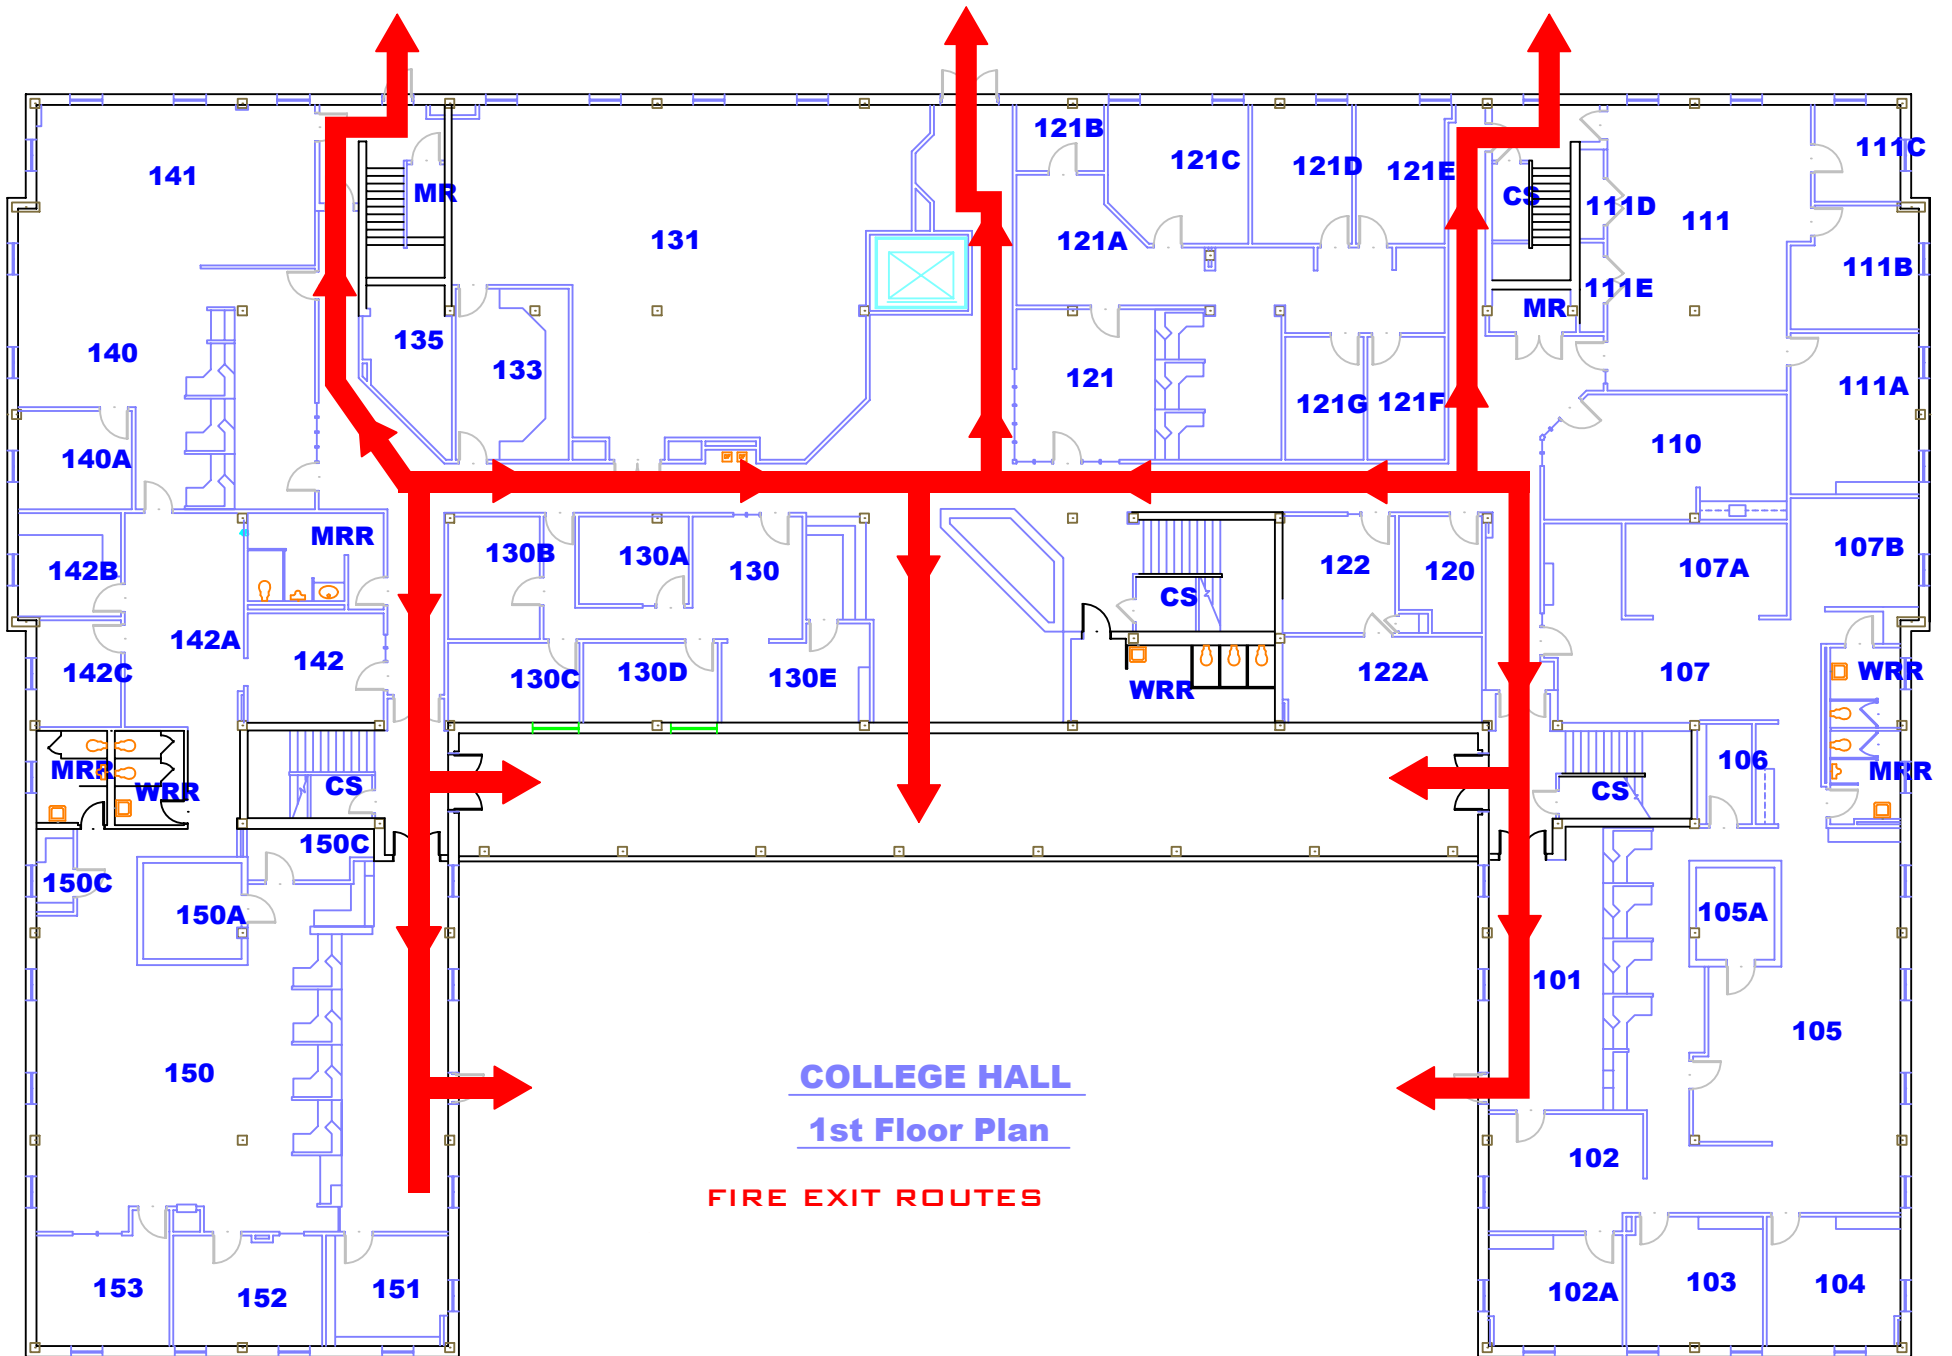 121B
121C
121D
121E
111C
141
MR
CS
111D
111
131
121A
111B
111E
MR
135
140
133
121
111A
121G
121F
140A
110
MRR
130B
130A
130
122
120
107A
107B
142B
CS
142A
142
142C
130C
130D
130E
WRR
122A
107
WRR
MRR
WRR
CS
CS
106
MRR
150C
150C
150A
105A
101
105
150
COLLEGE HALL
1st Floor Plan
102
FIRE EXIT ROUTES
153
152
151
102A
103
104